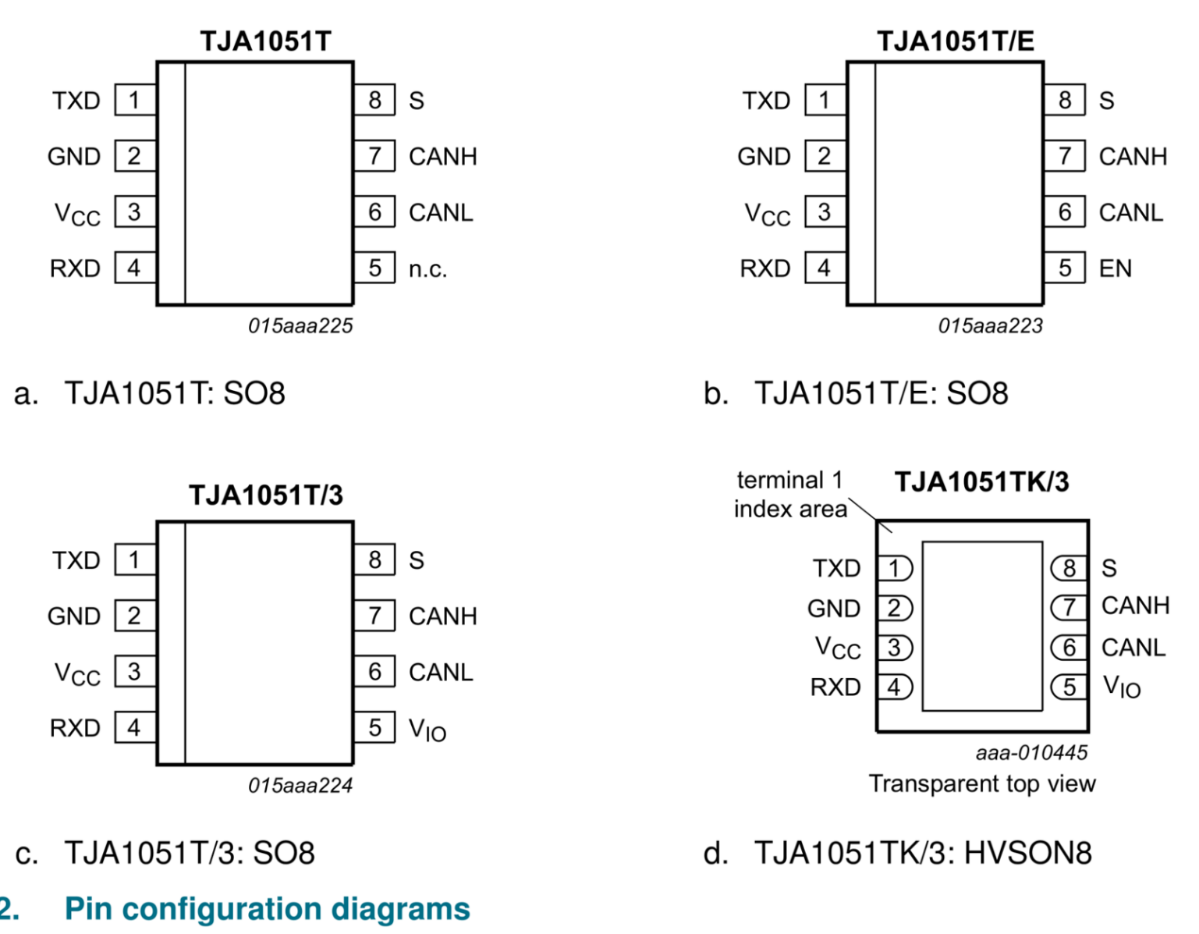 TJA1051T
TXD 1
GND 2
VCC 3
RXD 4
8 S
7 CANH
6 CANL
5 n.c.
015aaa225
a. TJA1051T: SO8
TJA1051T/E
TXD 1
GND 2
VCC 3
RXD 4
8 S
7 CANH
6 CANL
5 EN
015aaa223
b. TJA1051T/E: SO8
TJA1051T/3
TXD 1
GND 2
VCC 3
RXD 4
8 S
7 CANH
6 CANL
5 VIO
015aaa224
c. TJA1051T/3: SO8
terminal 1
index area
TJA1051TK/3
TXD 1
GND 2
VCC 3
RXD 4
8 S
7 CANH
6 CANL
5 VIO
aaa-010445
Transparent top view
d. TJA1051TK/3: HVSON8
2. Pin configuration diagrams